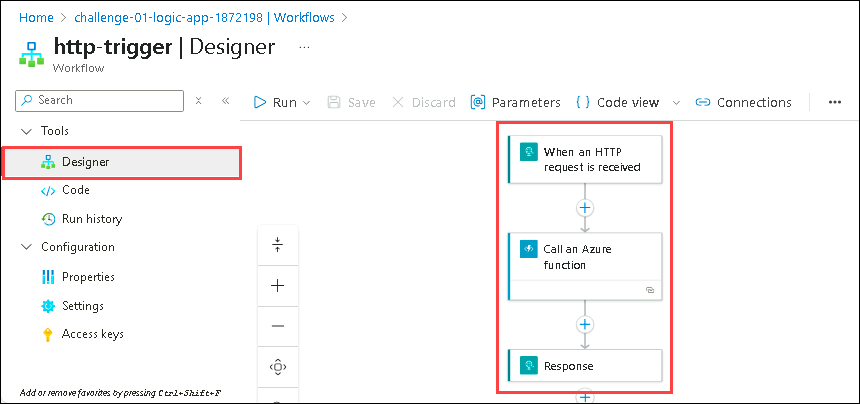 Home > challenge-01-logic-app-1872198 | Workflows >
http-trigger | Designer ...
Workflow
Search
Run Save Discard Parameters Code view Connections ...
Tools
Designer
Code
Run history
Configuration
Properties
Settings
Access keys
Add or remove favorites by pressing Ctrl+Shift+F
When an HTTP
request is received
Call an Azure
function
Response